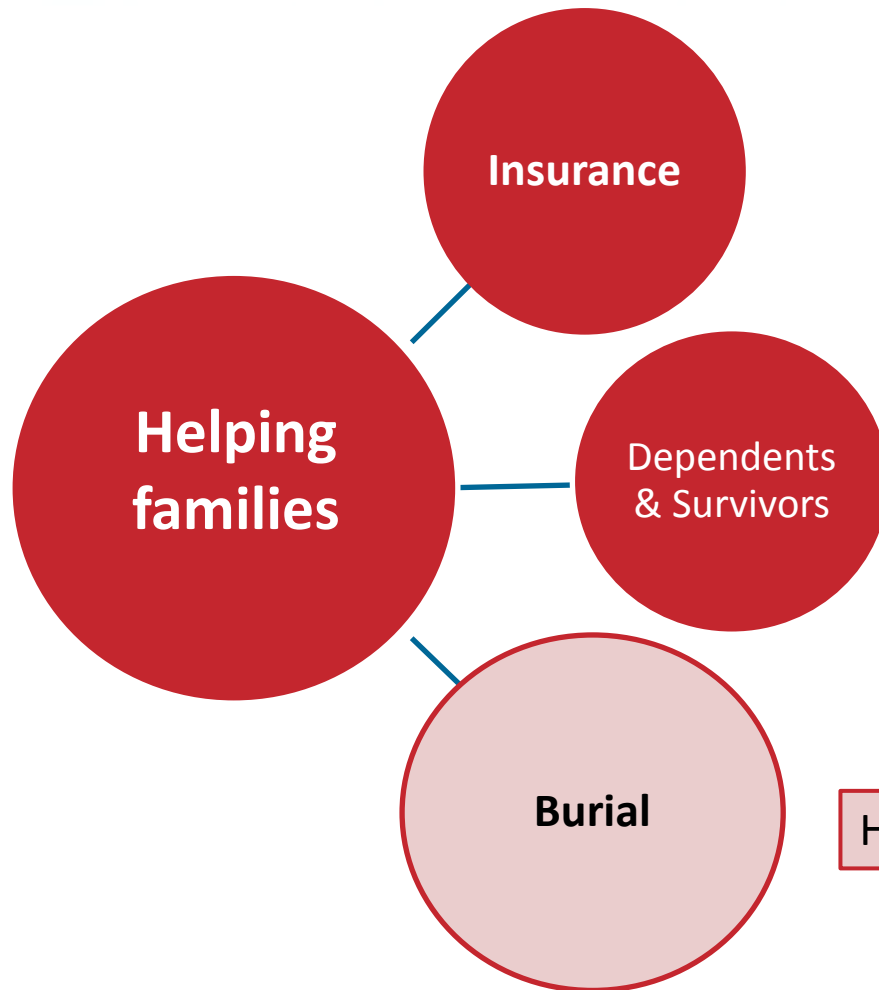 Insurance
Helping
families
Dependents
& Survivors
Burial
H